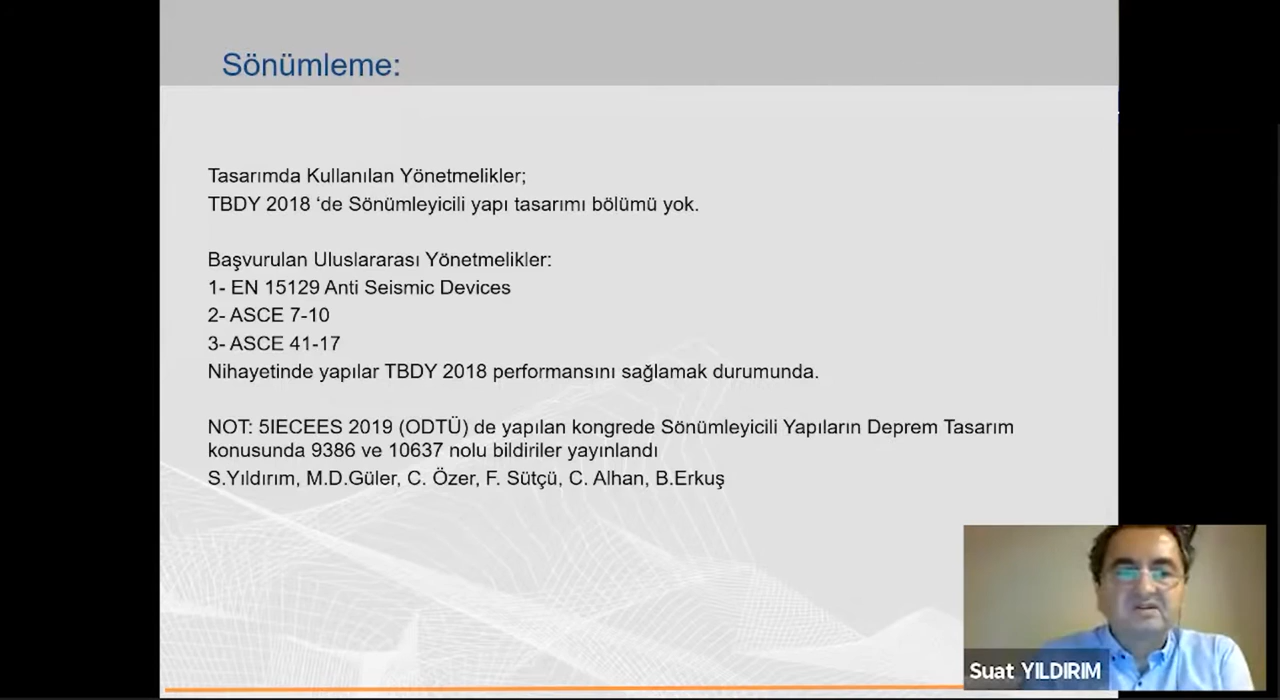 Sönümleme:
Tasarımda Kullanılan Yönetmelikler;
TBDY 2018 ‘de Sönümleyicili yapı tasarımı bölümü yok.
Başvurulan Uluslararası Yönetmelikler:
1- EN 15129 Anti Seismic Devices
2- ASCE 7-10
3- ASCE 41-17
Nihayetinde yapılar TBDY 2018 performansını sağlamak durumunda.
NOT: 5IECEES 2019 (ODTÜ) de yapılan kongrede Sönümleyicili Yapıların Deprem Tasarım
konusunda 9386 ve 10637 nolu bildiriler yayınlandı
S.Yıldırım, M.D.Güler, C. Özer, F. Sütçü, C. Alhan, B.Erkuş
Suat YILDIRIM